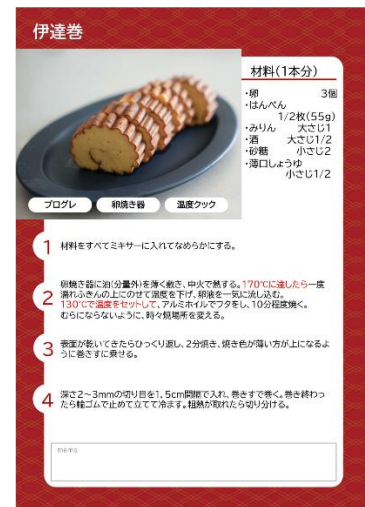 伊達巻
材料(1本分)
・卵 3個
・はんぺん
1/2枚(55g)
・みりん 大さじ1
・酒 大さじ1/2
・砂糖 小さじ2
・薄口しょうゆ
小さじ1/2
プログレ 卵焼き器 温度クック
1 材料をすべてミキサーに入れてなめらかにする。
2 卵焼き器に油(分量外)を薄く敷き、中火で熱する。170℃に達したら一度
濡れふきんの上にのせて温度を下げ、卵液を一気に流し込む。
130℃で温度をセットして、アルミホイルでフタをし、10分程度焼く。
むらにならないように、時々焼場所を変える。
3 表面が乾いてきたらひっくり返し、2分焼き、焼き色が薄い方が上になるよ
うに巻きすに乗せる。
4 深さ2~3mmの切り目を1.5cm間隔で入れ、巻きすで巻く。巻き終わっ
たら輪ゴムで止めて立てて冷ます。粗熱が取れたら切り分ける。
memo